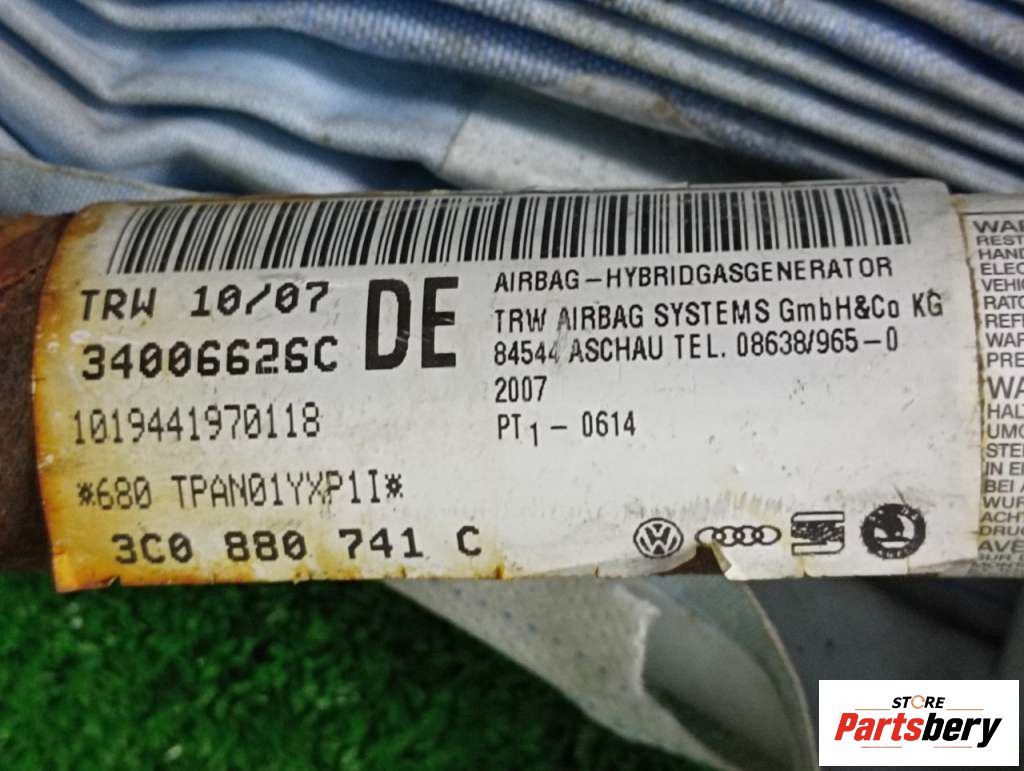 TRW 10/07
34006626C
DE
1019441970118
*680 TPAN01YXP1I*
3C0 880 741 C
AIRBAG-HYBRIDGASGENERATOR
TRW AIRBAG SYSTEMS GmbH&Co KG
84544 ASCHAU TEL. 08638/965-0
2007
PT1 - 0614
STORE
Partsbery